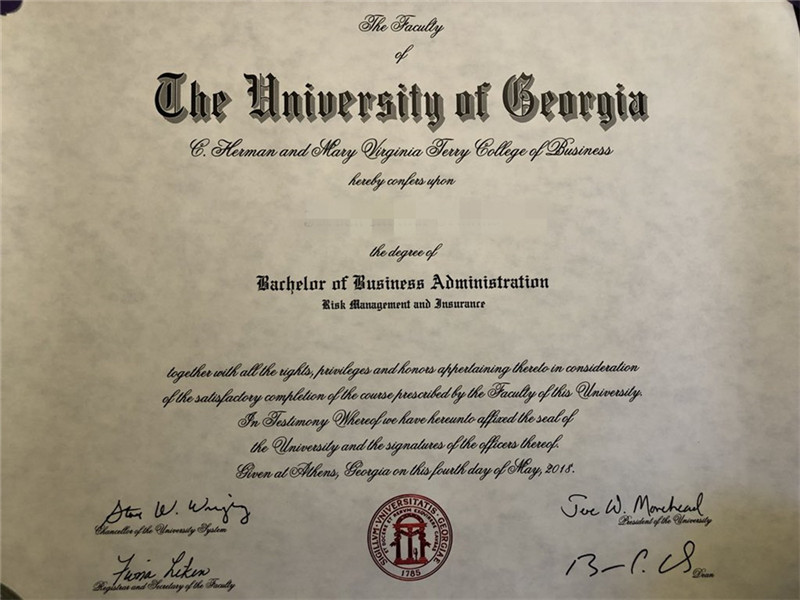 The Faculty
of
The University of Georgia
C. Herman and Mary Virginia Terry College of Business
hereby confers upon
the degree of
Bachelor of Business Administration
Risk Management and Insurance
together with all the rights, privileges and honors appertaining thereto in consideration
of the satisfactory completion of the course prescribed by the Faculty of this University.
In Testimony Whereof we have hereunto affixed the seal of
the University and the signatures of the officers thereof.
Given at Athens, Georgia on this fourth day of May, 2018.
W.
Chancellor of the University System
Jere W. Morehead
President of the University
SIGILLVM · VNIVERSITATIS · GEORGIAE
1785
Fiona Liken
Registrar and Secretary of the Faculty
Dean